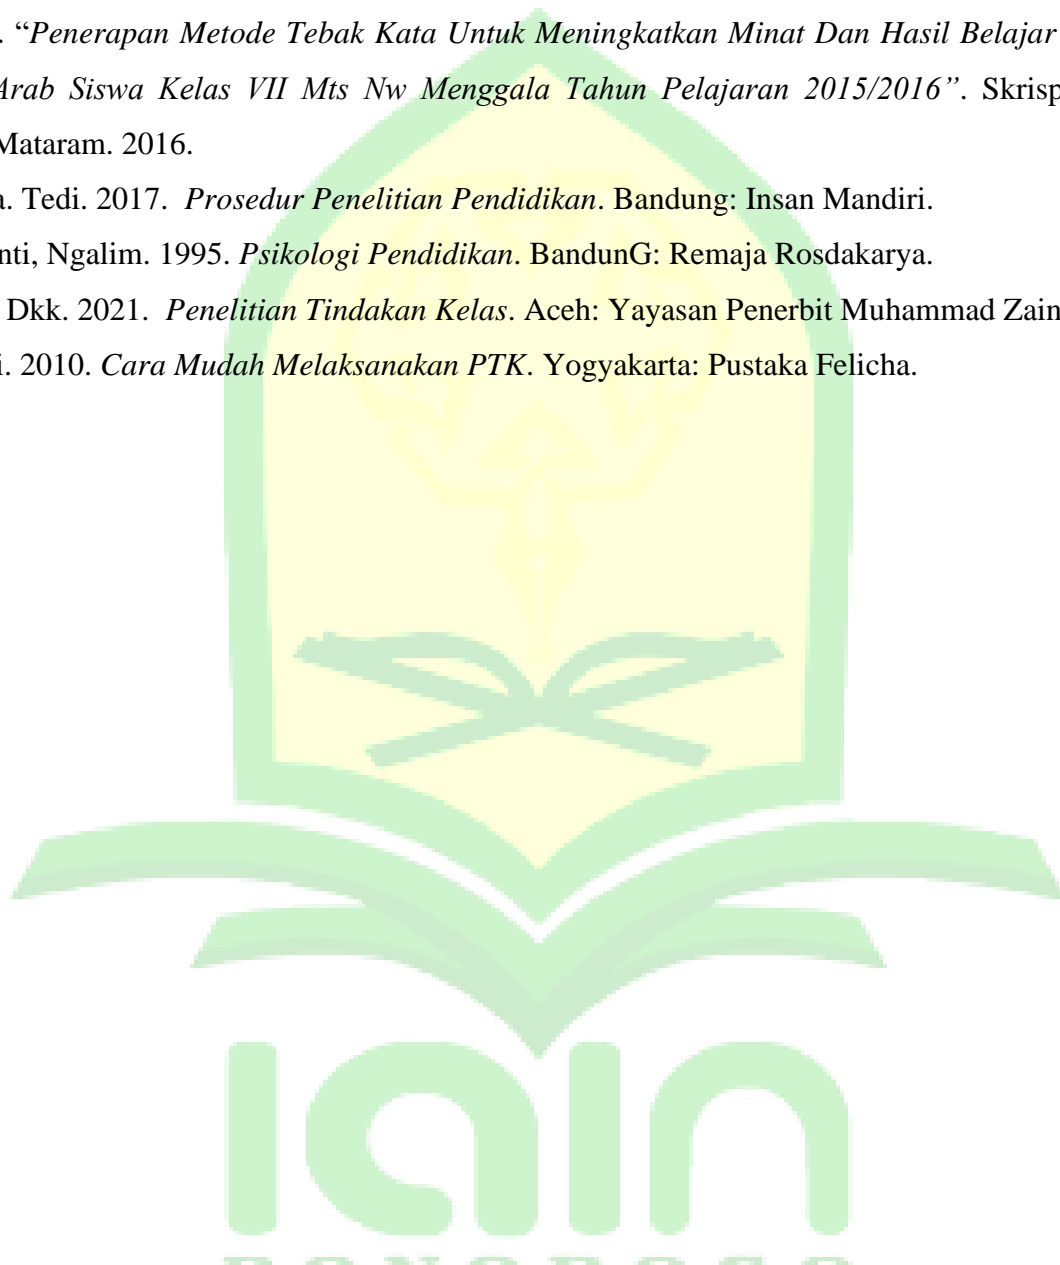 . “Penerapan Metode Tebak Kata Untuk Meningkatkan Minat Dan Hasil Belajar
Arab Siswa Kelas VII Mts Nw Menggala Tahun Pelajaran 2015/2016”. Skrisp
Mataram. 2016.
a. Tedi. 2017. Prosedur Penelitian Pendidikan. Bandung: Insan Mandiri.
nti, Ngalim. 1995. Psikologi Pendidikan. BandunG: Remaja Rosdakarya.
Dkk. 2021. Penelitian Tindakan Kelas. Aceh: Yayasan Penerbit Muhammad Zain
i. 2010. Cara Mudah Melaksanakan PTK. Yogyakarta: Pustaka Felicha.
iain